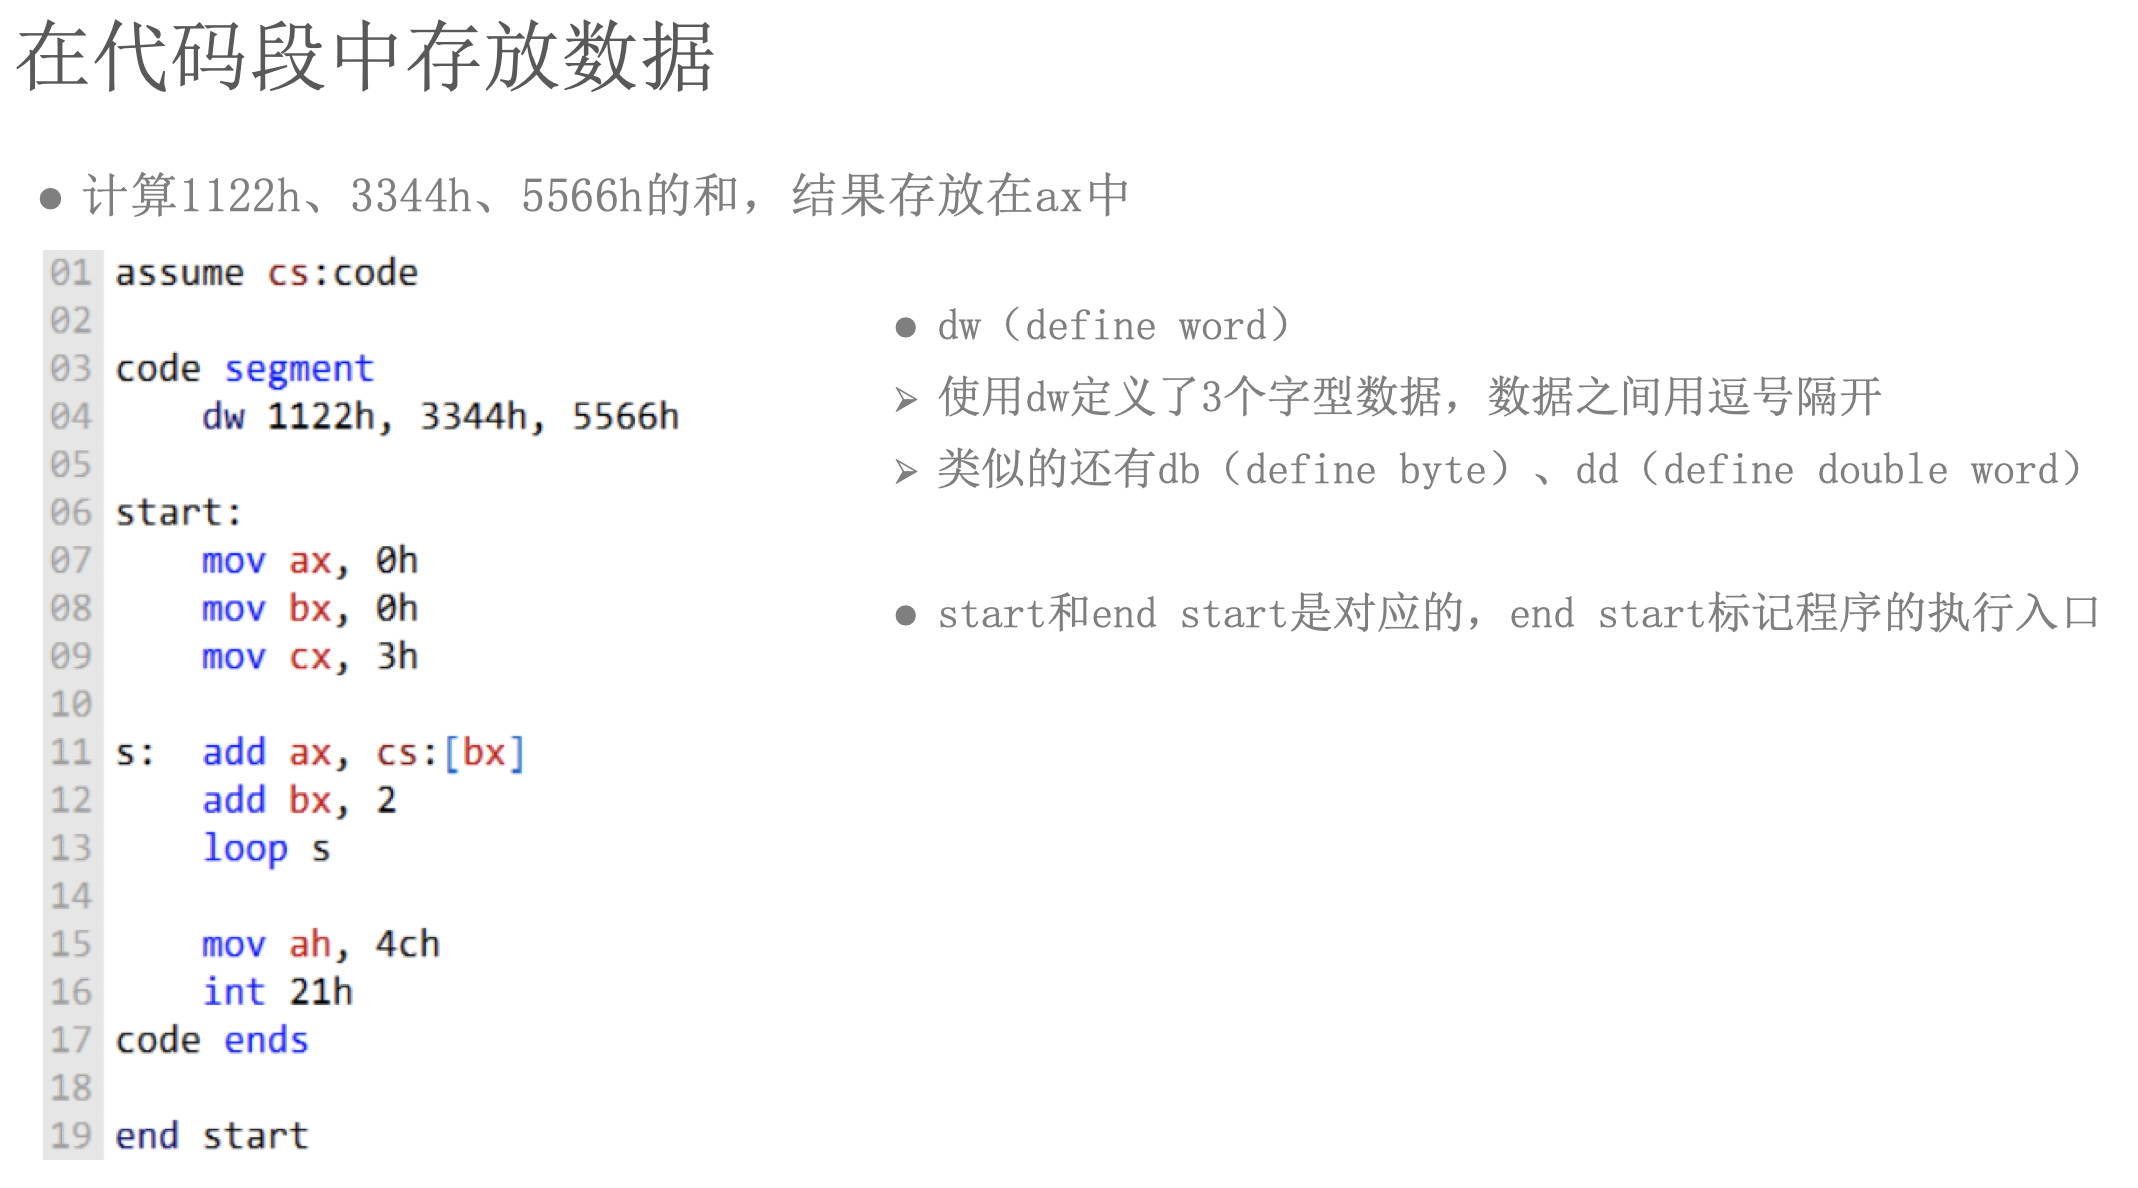 在代码段中存放数据
● 计算1122h、3344h、5566h的和，结果存放在ax中
01 assume cs:code
02
03 code segment
04     dw 1122h, 3344h, 5566h
05
06 start:
07     mov ax, 0h
08     mov bx, 0h
09     mov cx, 3h
10
11 s:  add ax, cs:[bx]
12     add bx, 2
13     loop s
14
15     mov ah, 4ch
16     int 21h
17 code ends
18
19 end start
● dw（define word）
➢ 使用dw定义了3个字型数据，数据之间用逗号隔开
➢ 类似的还有db（define byte）、dd（define double word）
● start和end start是对应的，end start标记程序的执行入口